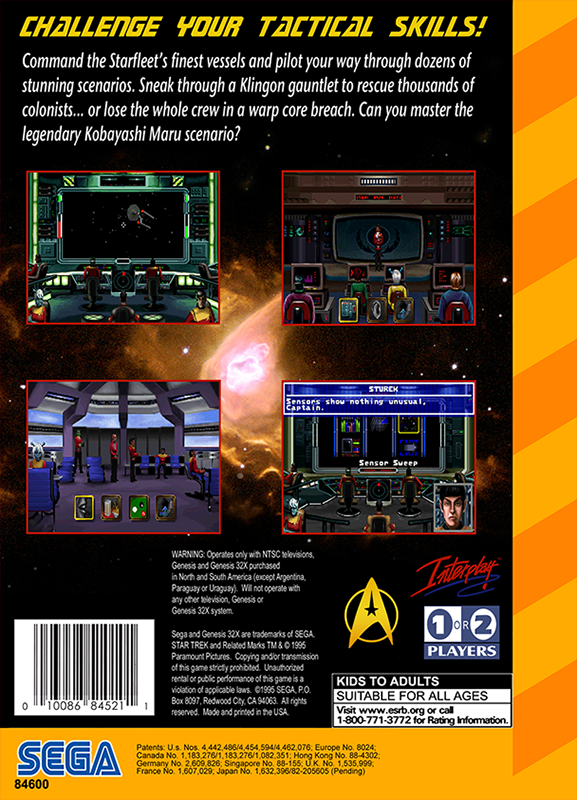 CHALLENGE YOUR TACTICAL SKILLS!
Command the Starfleet's finest vessels and pilot your way through dozens of
stunning scenarios. Sneak through a Klingon gauntlet to rescue thousands of
colonists... or lose the whole crew in a warp core breach. Can you master the
legendary Kobayashi Maru scenario?
STUREK
Sensors show nothing unusual,
Captain.
Sensor Sweep
WARNING: Operates only with NTSC televisions,
Genesis and Genesis 32X purchased
in North and South America (except Argentina,
Paraguay or Uraguay). Will not operate with
any other television, Genesis or
Genesis 32X system.
Sega and Genesis 32X are trademarks of SEGA.
STAR TREK and Related Marks TM & © 1995
Paramount Pictures. Copying and/or transmission
of this game strictly prohibited. Unauthorized
rental or public performance of this game is a
violation of applicable laws. ©1995 SEGA, P.O.
Box 8097, Redwood City, CA 94063. All rights
reserved. Made and printed in the USA.
Interplay™
1 OR 2
PLAYERS
KIDS TO ADULTS
SUITABLE FOR ALL AGES
Visit www.esrb.org or call
1-800-771-3772 for Rating Information.
0 10086 84521 1
SEGA
84600
Patents: U.s. Nos. 4,442,486/4,454,594/4,462,076; Europe No. 8024;
Canada No. 1,183,276/1,183,276/1,082,351; Hong Kong No. 88-4302;
Germany No. 2,609,826; Singapore No. 88-155; U.K. No. 1,535,999;
France No. 1,607,029; Japan No. 1,632,396/82-205605 (Pending)